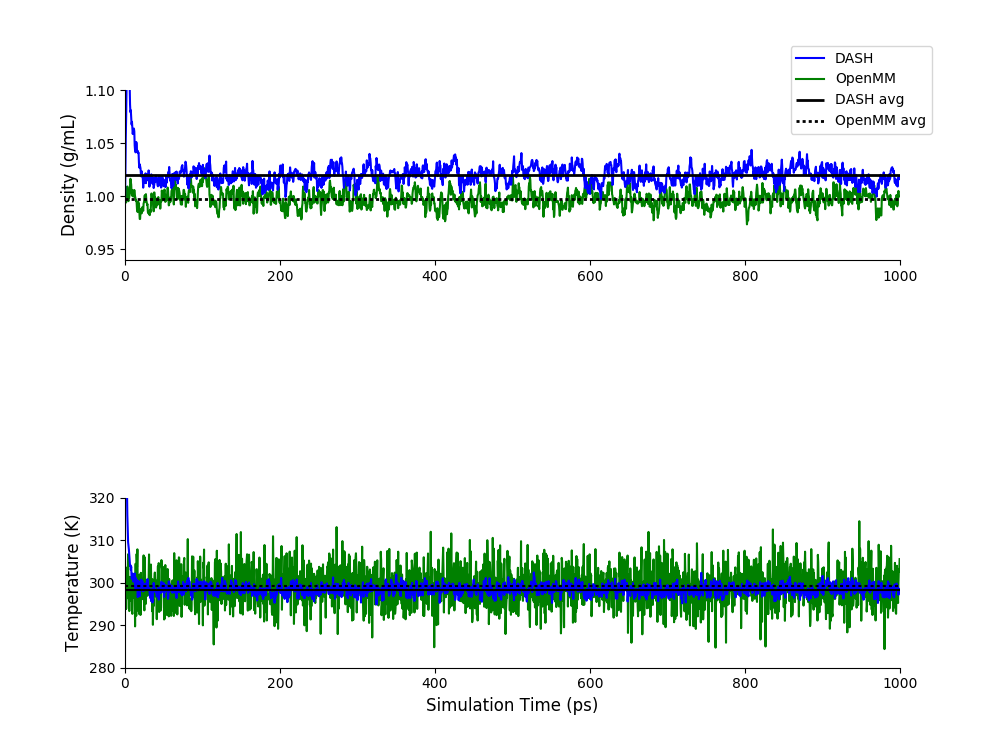 DASH
OpenMM
DASH avg
OpenMM avg
Density (g/mL)
1.10
1.05
1.00
0.95
0 200 400 600 800 1000
Temperature (K)
320
310
300
290
280
0 200 400 600 800 1000
Simulation Time (ps)